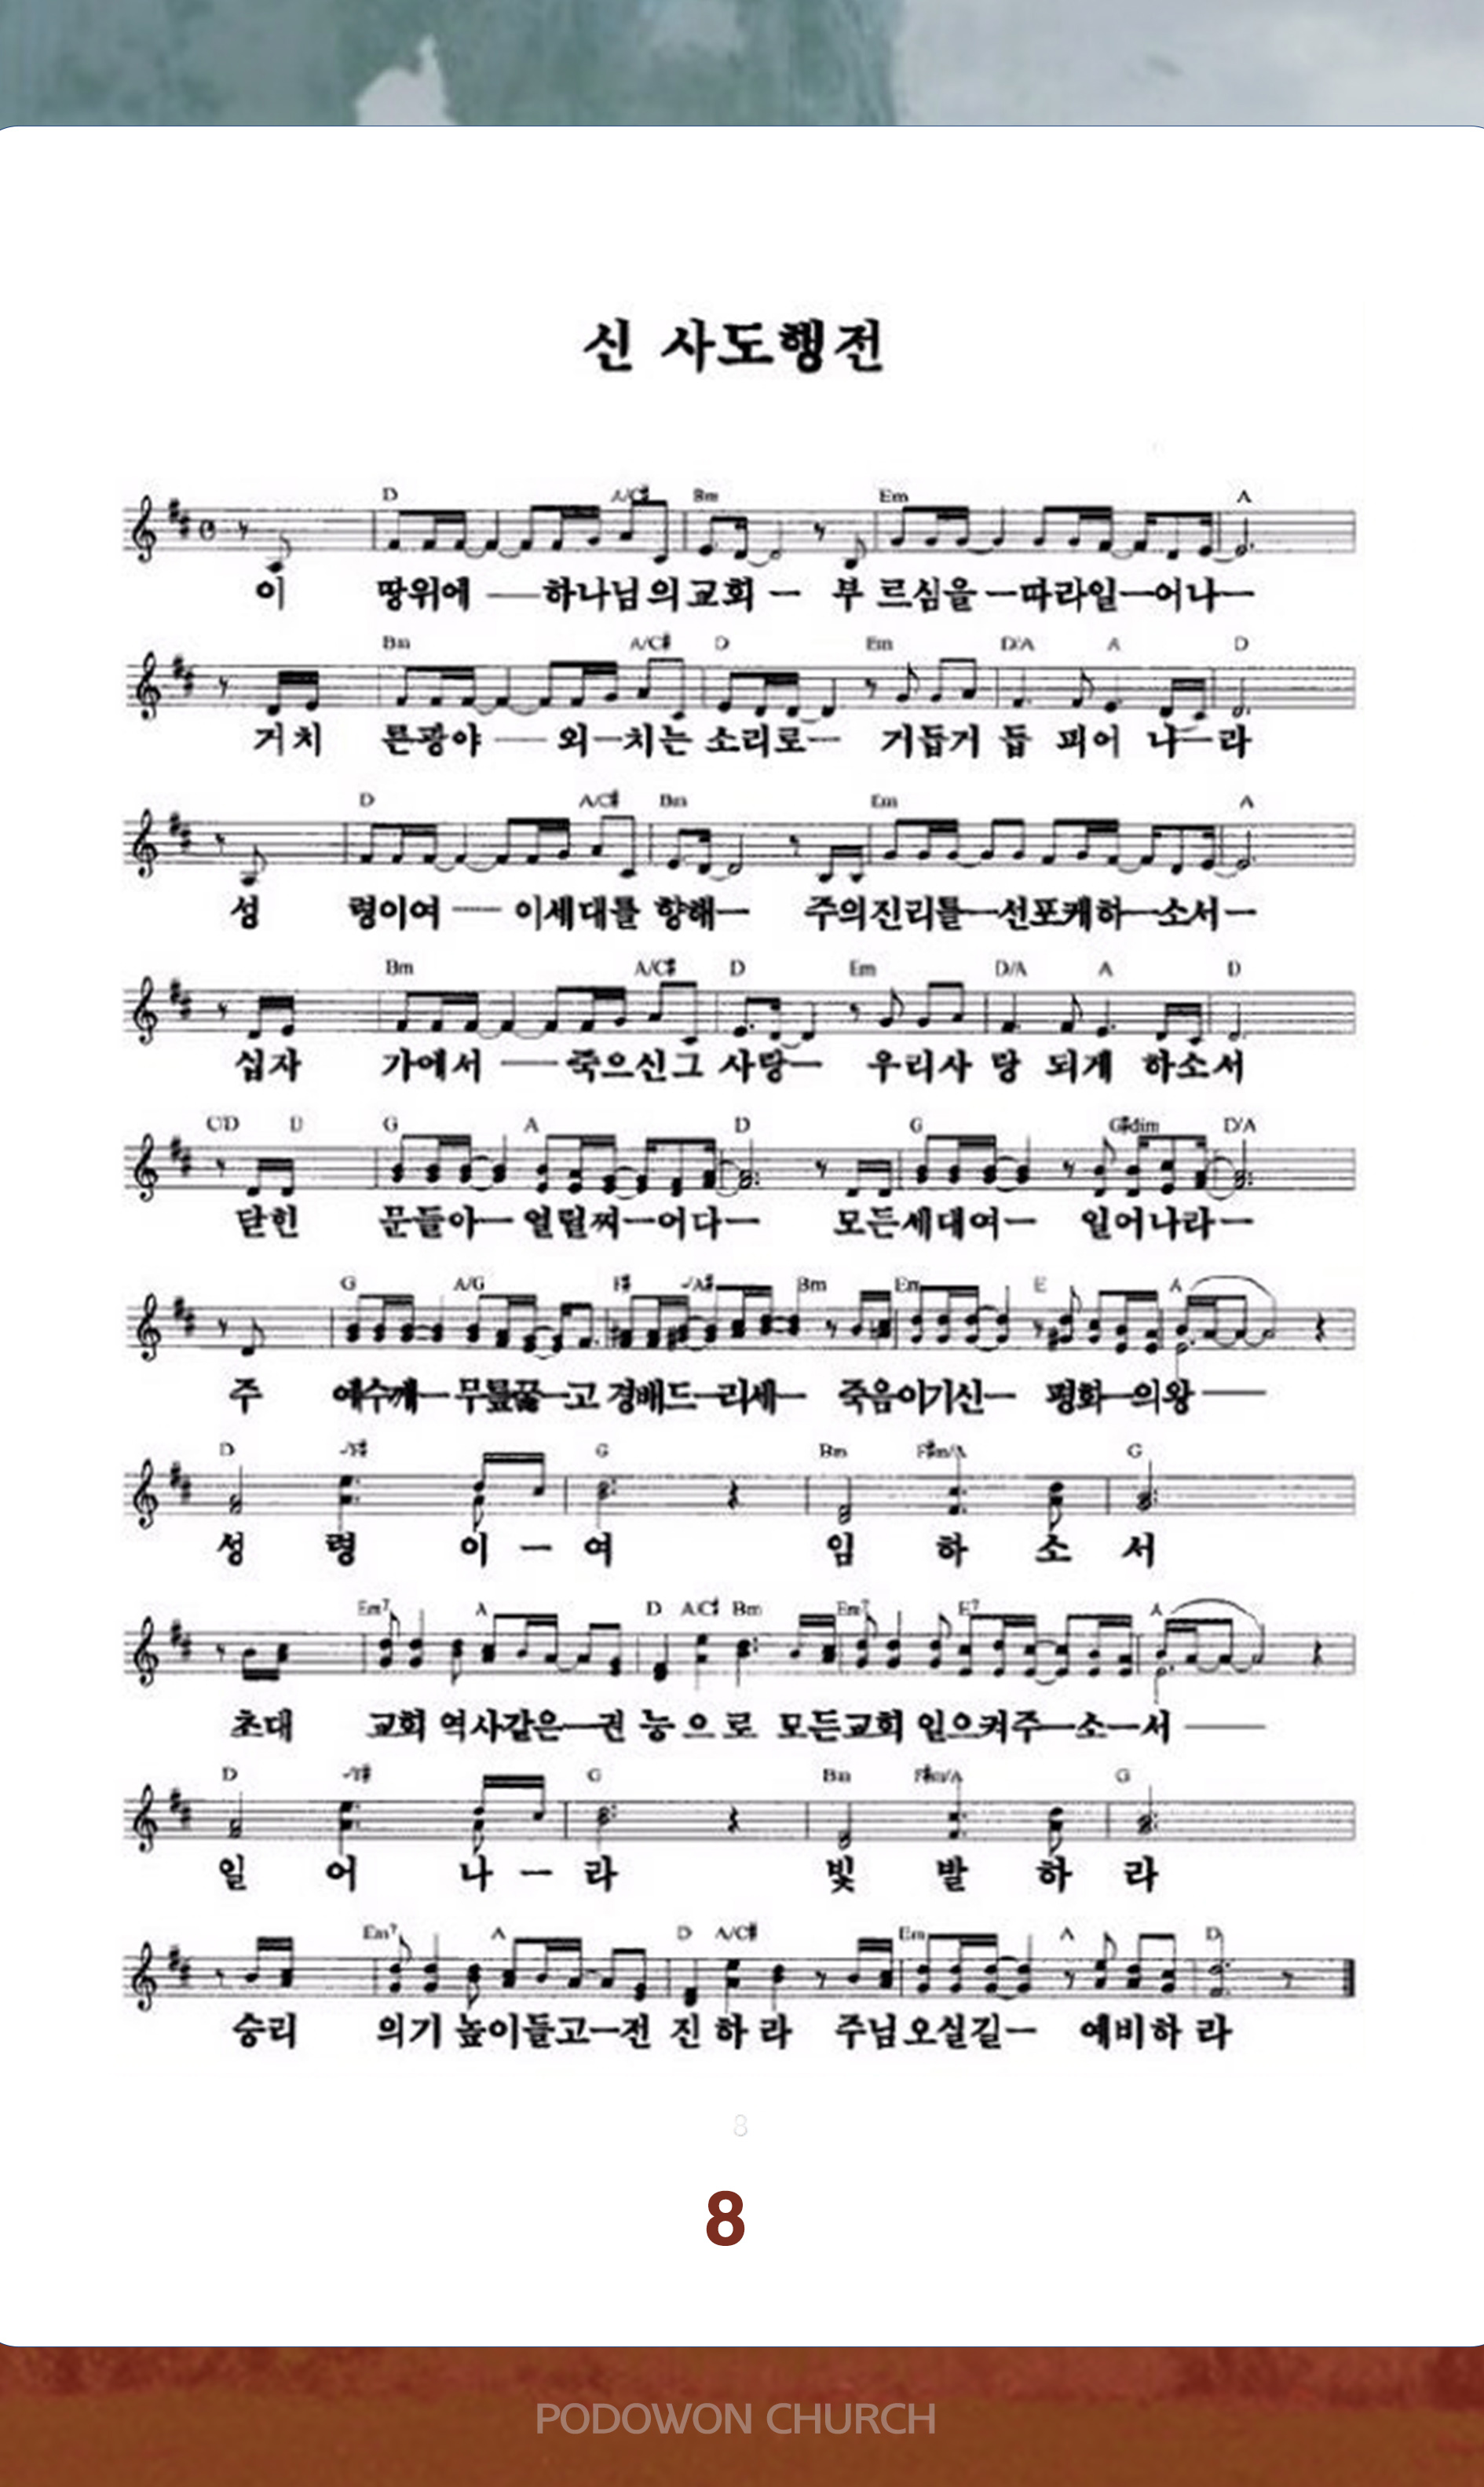 신 사도행전
D A/C# Bm Em A
이 땅위에 ― 하나님의교회 ― 부 르심을 ― 따라일 ― 어나 ―
Bm A/C# D Em D/A A D
거치 른광야 ― 외 ― 치는 소리로 ― 거듭거 듭 피어 나 ― 라
D A/C# Bm Em A
성 령이여 ― 이세대를 향해 ― 주의진리를 ― 선포케하 ― 소서 ―
Bm A/C# D Em D/A A D
십자 가에서 ― 죽으신그 사랑 ― 우리사 랑 되게 하소서
C/D D G A D G G#dim D/A
닫힌 문들아 ― 열릴찌 ― 어다 ― 모든세대여 ― 일어나라 ―
G A/G F# -/A# Bm Em E A
주 예수께 ― 무릎꿇 ― 고 경배드 ― 리세 ― 죽음이기신 ― 평화 ― 의왕 ―
D -/F# G Bm F#m/A G
성 령 이 ― 여 임 하 소 서
Em7 A D A/C# Bm Em7 E7 A
초대 교회 역사같은 ― 권 능 으 로 모든교회 일으켜주 ― 소 ― 서 ―
D -/F# G Bm F#m/A G
일 어 나 ― 라 빛 발 하 라
Em7 A D A/C# Em A D
승리 의기 높이들고 ― 전 진 하 라 주님오실길 ― 예비하 라
8
8
PODOWON CHURCH